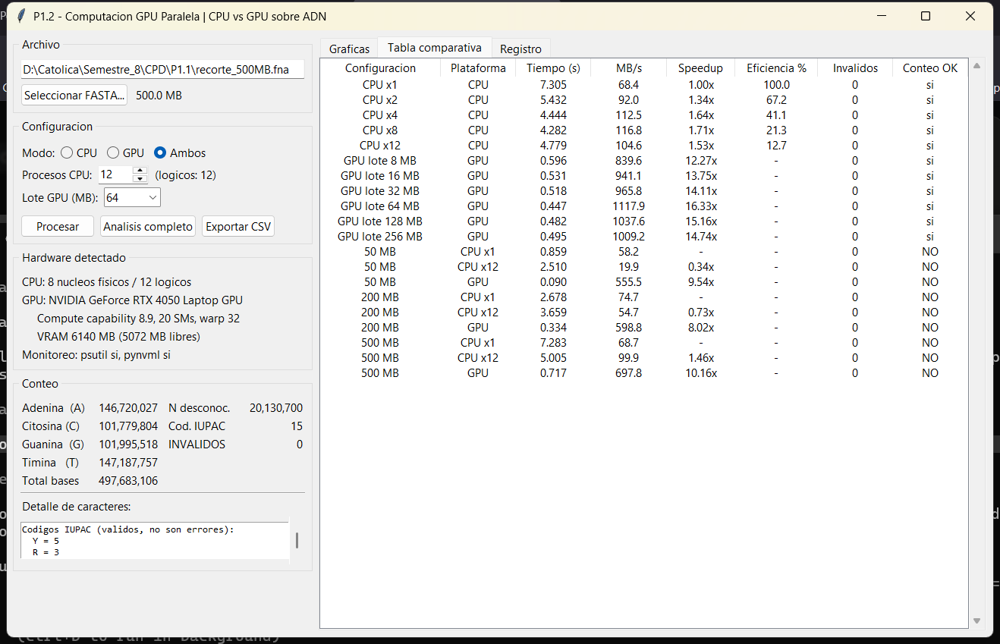 P1.2 - Computacion GPU Paralela | CPU vs GPU sobre ADN
Archivo
D:\Catolica\Semestre_8\CPD\P1.1\recorte_500MB.fna
Seleccionar FASTA... 500.0 MB
Configuracion
Modo: CPU GPU Ambos
Procesos CPU: 12 (logicos: 12)
Lote GPU (MB): 64
Procesar Analisis completo Exportar CSV
Hardware detectado
CPU: 8 nucleos fisicos / 12 logicos
GPU: NVIDIA GeForce RTX 4050 Laptop GPU
Compute capability 8.9, 20 SMs, warp 32
VRAM 6140 MB (5072 MB libres)
Monitoreo: psutil si, pynvml si
Conteo
Adenina (A) 146,720,027 N desconoc. 20,130,700
Citosina (C) 101,779,804 Cod. IUPAC 15
Guanina (G) 101,995,518 INVALIDOS 0
Timina (T) 147,187,757
Total bases 497,683,106
Detalle de caracteres:
Codigos IUPAC (validos, no son errores):
Y = 5
R = 3
Graficas Tabla comparativa Registro
Configuracion Plataforma Tiempo (s) MB/s Speedup Eficiencia % Invalidos Conteo OK
CPU x1 CPU 7.305 68.4 1.00x 100.0 0 si
CPU x2 CPU 5.432 92.0 1.34x 67.2 0 si
CPU x4 CPU 4.444 112.5 1.64x 41.1 0 si
CPU x8 CPU 4.282 116.8 1.71x 21.3 0 si
CPU x12 CPU 4.779 104.6 1.53x 12.7 0 si
GPU lote 8 MB GPU 0.596 839.6 12.27x - 0 si
GPU lote 16 MB GPU 0.531 941.1 13.75x - 0 si
GPU lote 32 MB GPU 0.518 965.8 14.11x - 0 si
GPU lote 64 MB GPU 0.447 1117.9 16.33x - 0 si
GPU lote 128 MB GPU 0.482 1037.6 15.16x - 0 si
GPU lote 256 MB GPU 0.495 1009.2 14.74x - 0 si
50 MB CPU x1 0.859 58.2 - - 0 NO
50 MB CPU x12 2.510 19.9 0.34x - 0 NO
50 MB GPU 0.090 555.5 9.54x - 0 NO
200 MB CPU x1 2.678 74.7 - - 0 NO
200 MB CPU x12 3.659 54.7 0.73x - 0 NO
200 MB GPU 0.334 598.8 8.02x - 0 NO
500 MB CPU x1 7.283 68.7 - - 0 NO
500 MB CPU x12 5.005 99.9 1.46x - 0 NO
500 MB GPU 0.717 697.8 10.16x - 0 NO